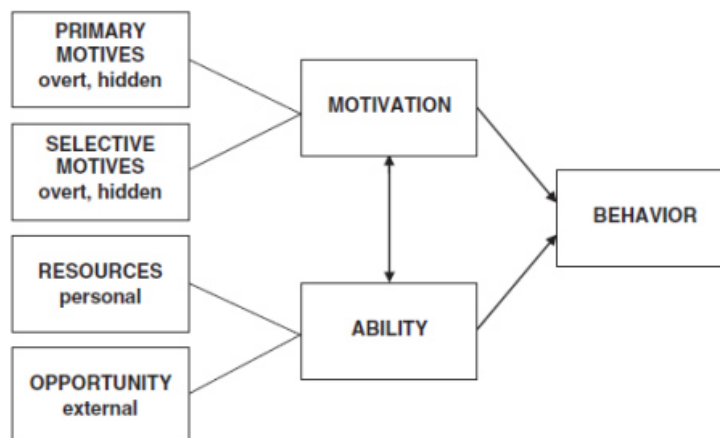 PRIMARY
MOTIVES
overt, hidden
SELECTIVE
MOTIVES
overt, hidden
RESOURCES
personal
OPPORTUNITY
external
MOTIVATION
ABILITY
BEHAVIOR